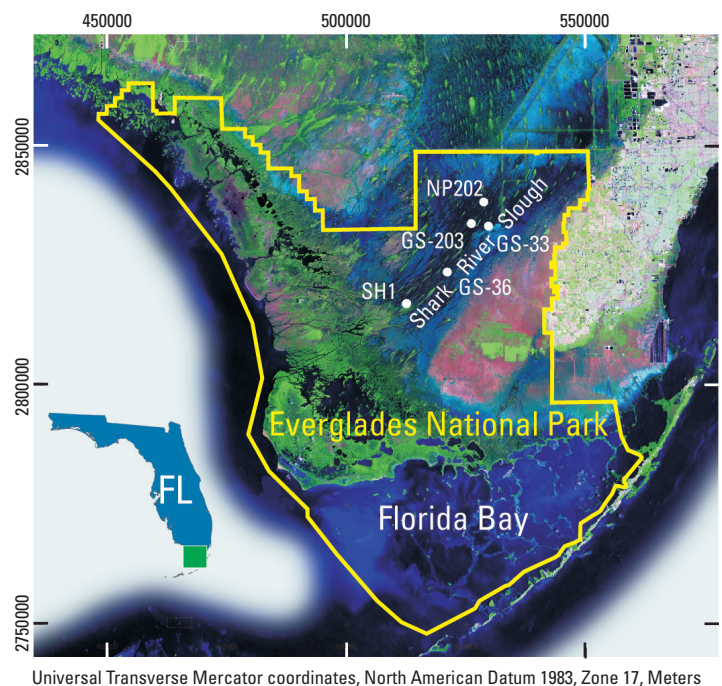 450000
500000
550000
2850000
2800000
2750000
NP202
GS-203
GS-33
GS-36
SH1
Shark River Slough
Everglades National Park
Florida Bay
FL
Universal Transverse Mercator coordinates, North American Datum 1983, Zone 17, Meters